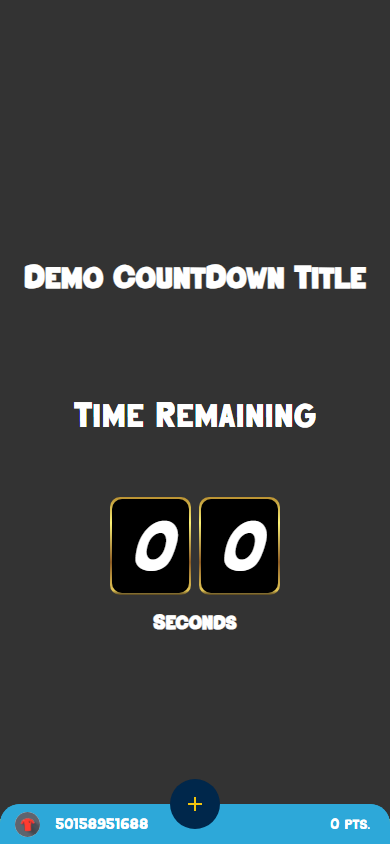 Demo CountDown Title
Time Remaining
0 0
Seconds
+
50158951688
0 PTS.